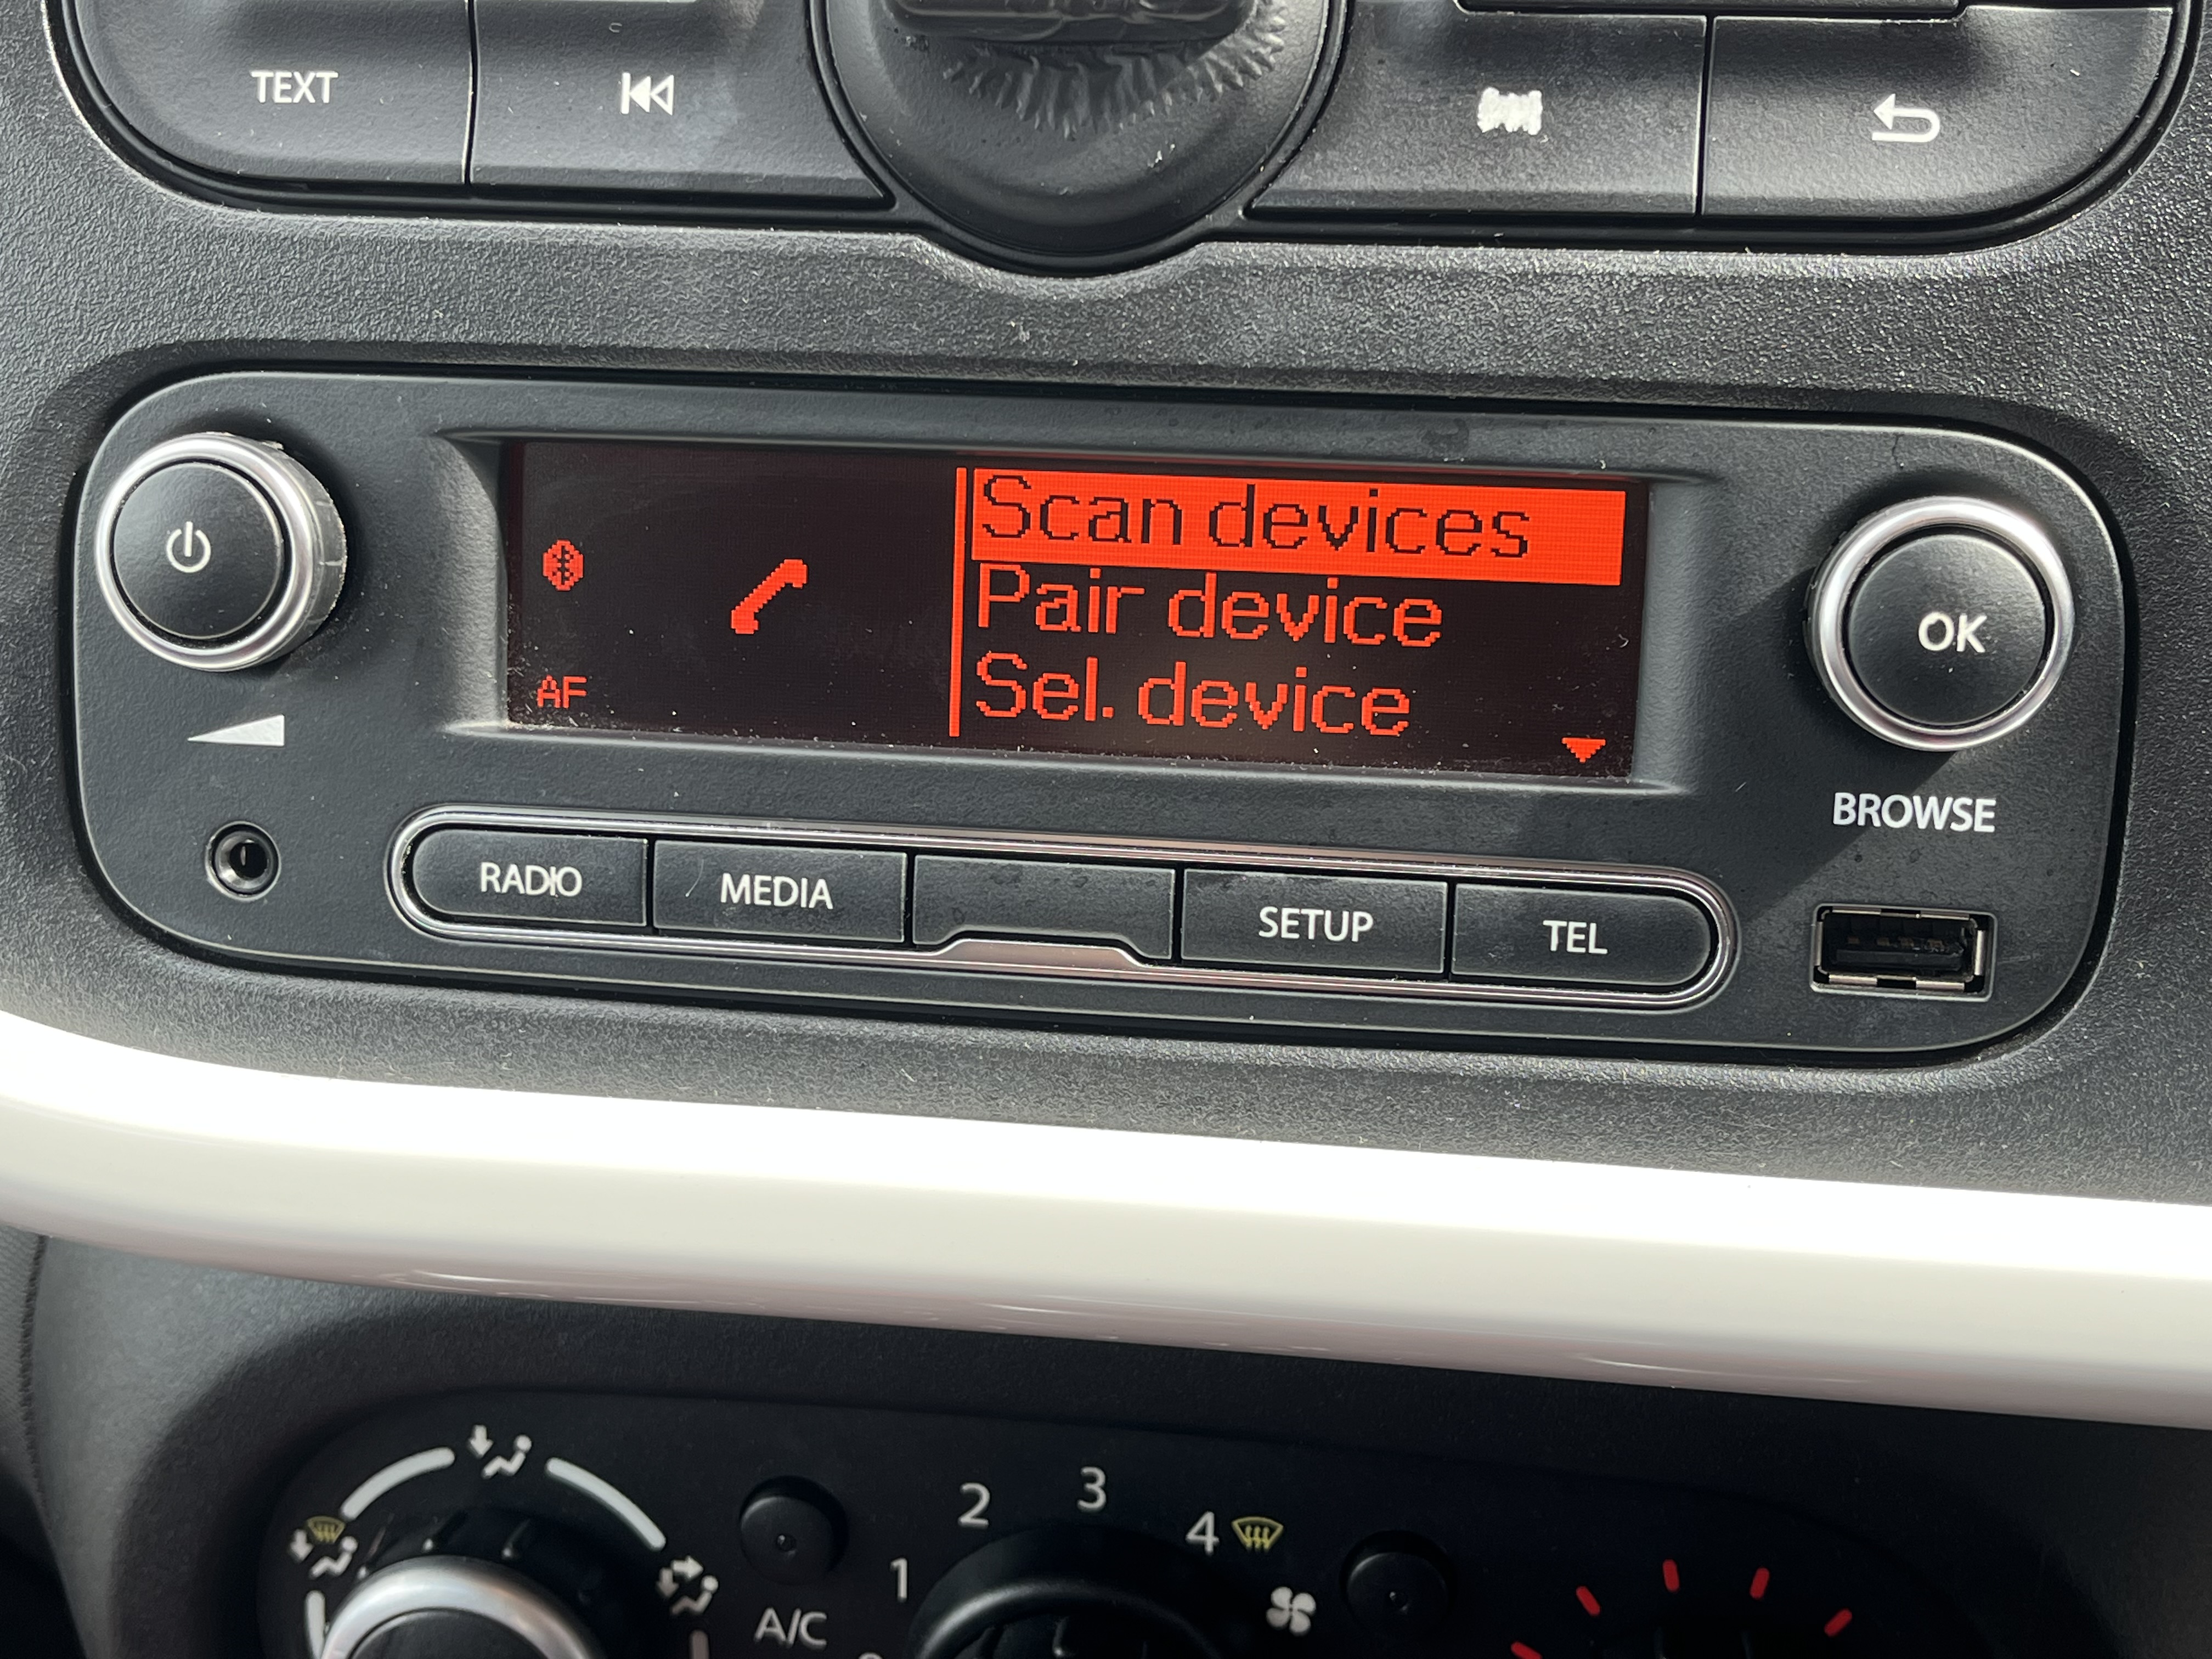 TEXT
Scan devices
Pair device
Sel. device
AF
OK
BROWSE
RADIO
MEDIA
SETUP
TEL
1
2
3
4
A/C